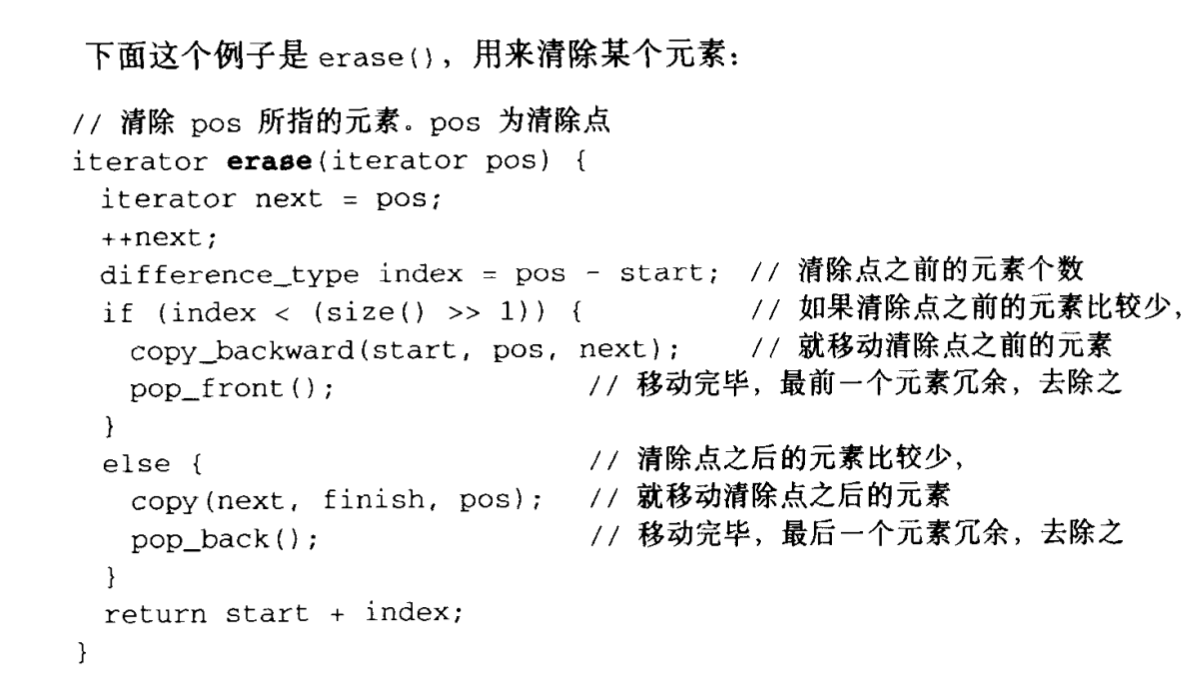 下面这个例子是 erase()，用来清除某个元素：
// 清除 pos 所指的元素。pos 为清除点
iterator erase(iterator pos) {
  iterator next = pos;
  ++next;
  difference_type index = pos - start;  // 清除点之前的元素个数
  if (index < (size() >> 1)) {          // 如果清除点之前的元素比较少，
    copy_backward(start, pos, next);    // 就移动清除点之前的元素
    pop_front();                // 移动完毕，最前一个元素冗余，去除之
  }
  else {                        // 清除点之后的元素比较少，
    copy(next, finish, pos);    // 就移动清除点之后的元素
    pop_back();                 // 移动完毕，最后一个元素冗余，去除之
  }
  return start + index;
}